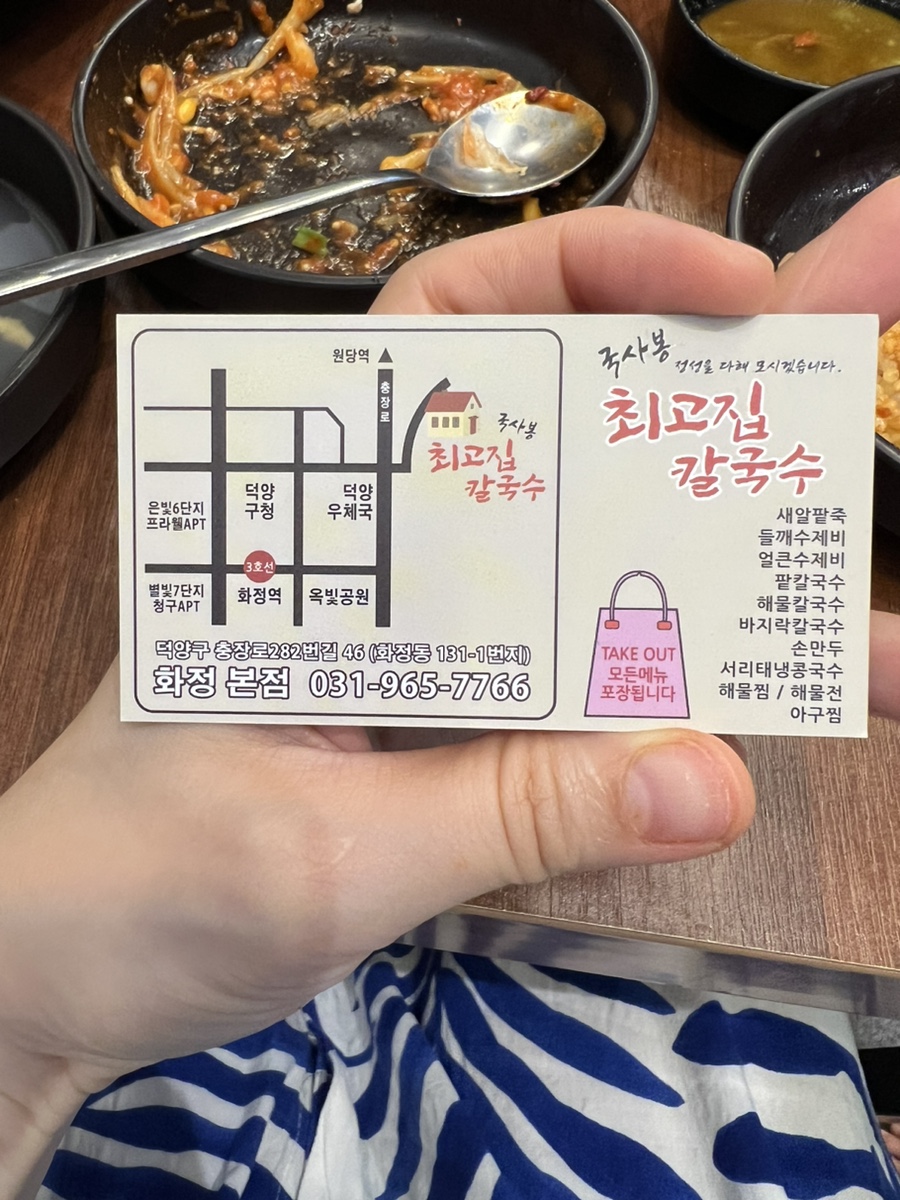 원당역
충장로
국사봉
최고집
칼국수
은빛6단지
프라웰APT
덕양
구청
덕양
우체국
별빛7단지
청구APT
3호선
화정역
옥빛공원
덕양구 충장로282번길 46 (화정동 131-1번지)
화정 본점 031-965-7766
국사봉 정성을 다해 모시겠습니다.
최고집
칼국수
새알팥죽
들깨수제비
얼큰수제비
팥칼국수
해물칼국수
바지락칼국수
손만두
서리태냉콩국수
해물찜 / 해물전
아구찜
TAKE OUT
모든메뉴
포장됩니다